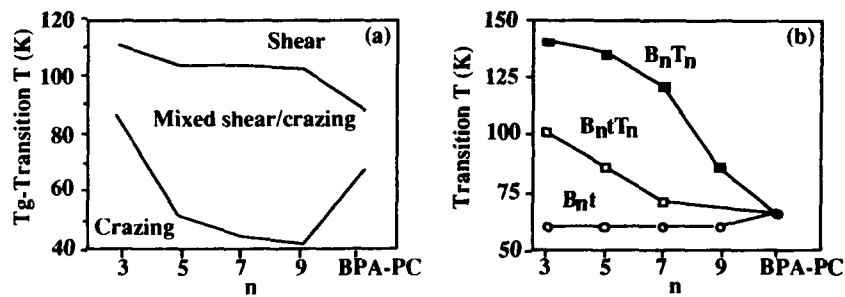 120
100
80
60
40
Tg-Transition T (K)
(a)
Shear
Mixed shear/crazing
Crazing
3 5 7 9 BPA-PC
n
150
125
100
75
50
Transition T (K)
(b)
BnTn
BntTn
Bnt
3 5 7 9 BPA-PC
n